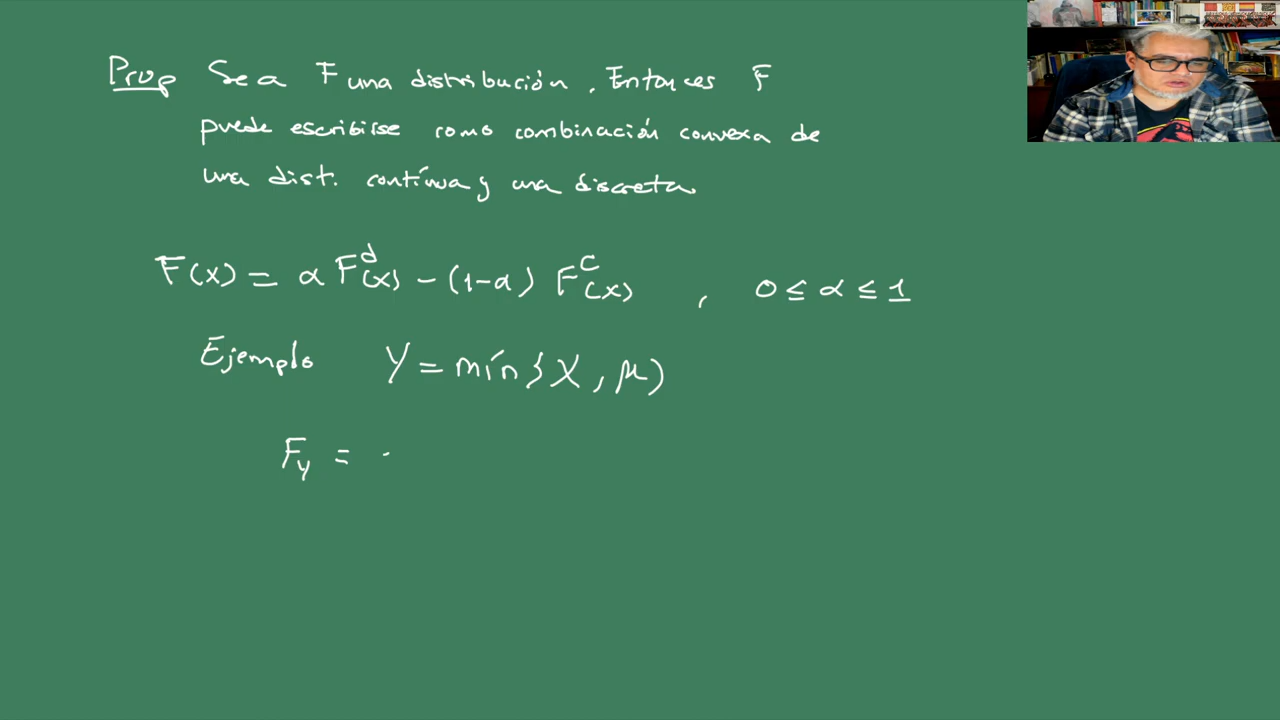 Prop Sea F una distribución. Entonces F
puede escribirse como combinación convexa de
una dist. contínua y una discreta.
F(x) = α F^d(x) - (1-α) F^c(x) , 0 ≤ α ≤ 1
Ejemplo Y = mín{X, μ)
F_Y =